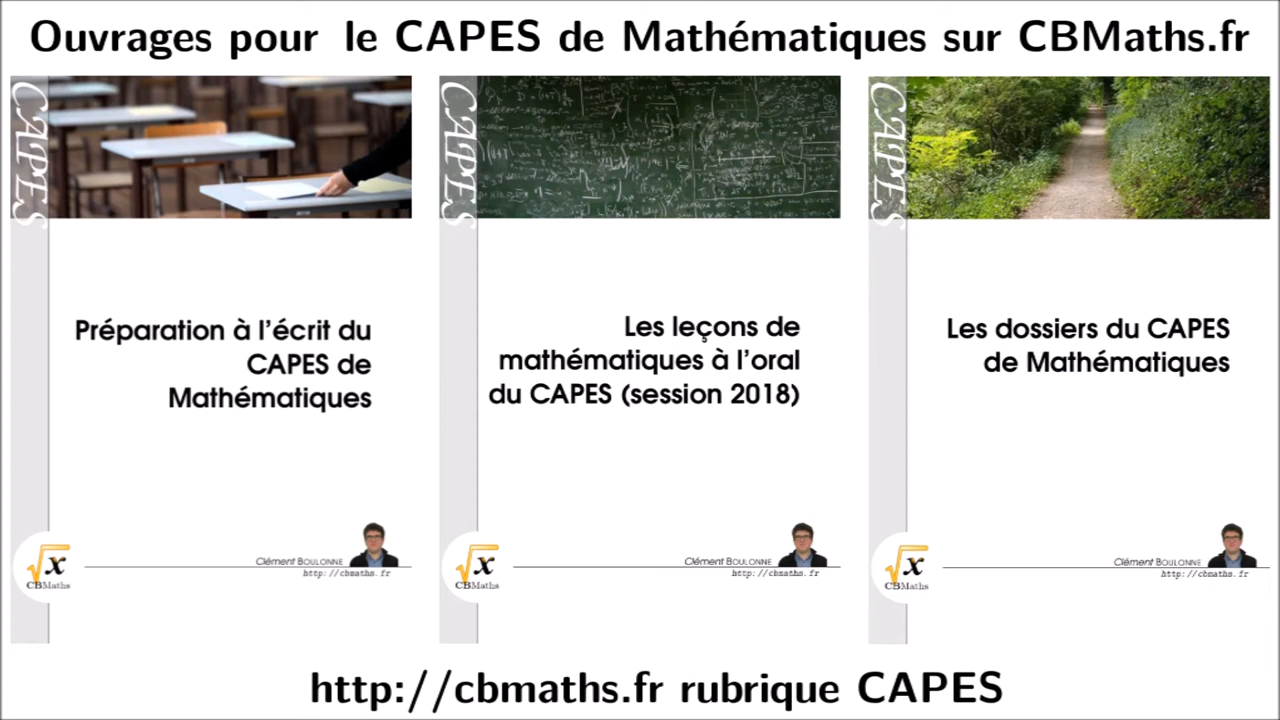 Ouvrages pour le CAPES de Mathématiques sur CBMaths.fr
CAPES
Préparation à l'écrit du
CAPES de
Mathématiques
Clément BOULONNE
http://cbmaths.fr
√x
CBMaths
CAPES
Les leçons de
mathématiques à l'oral
du CAPES (session 2018)
Clément BOULONNE
http://cbmaths.fr
√x
CBMaths
CAPES
Les dossiers du CAPES
de Mathématiques
Clément BOULONNE
http://cbmaths.fr
√x
CBMaths
http://cbmaths.fr rubrique CAPES